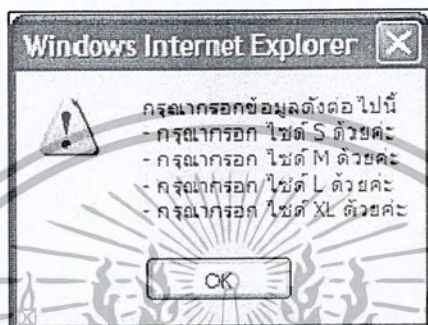 Windows Internet Explorer
กรุณากรอกข้อมูลดังต่อไปนี้
- กรุณากรอก ไซด์ S ด้วยค่ะ
- กรุณากรอก ไซด์ M ด้วยค่ะ
- กรุณากรอก ไซด์ L ด้วยค่ะ
- กรุณากรอก ไซด์ XL ด้วยค่ะ
OK